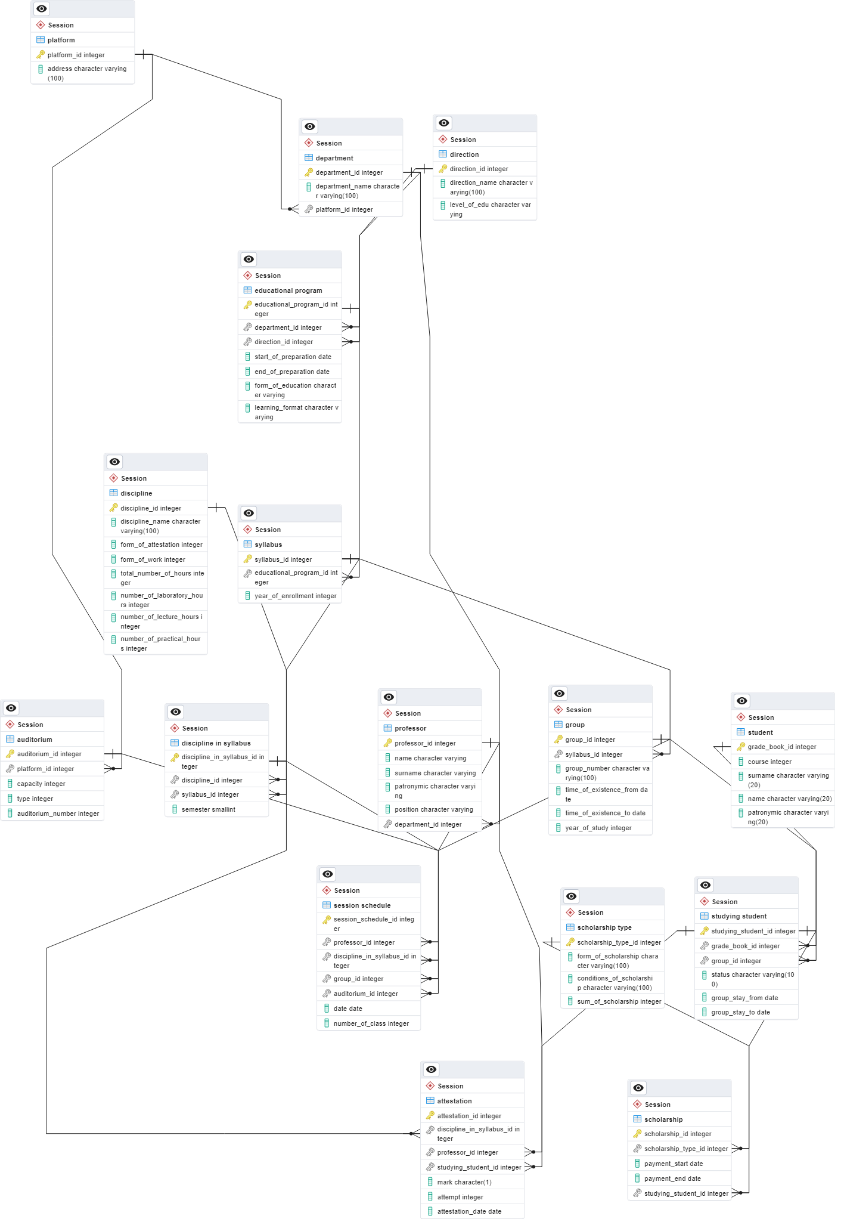 Session
platform
platform_id integer
address character varying
(100)
Session
department
department_id integer
department_name characte
r varying(100)
platform_id integer
Session
direction
direction_id integer
direction_name character v
arying(100)
level_of_edu character var
ying
Session
educational program
educational_program_id int
eger
department_id integer
direction_id integer
start_of_preparation date
end_of_preparation date
form_of_education charact
er varying
learning_format character v
arying
Session
discipline
discipline_id integer
discipline_name character
varying(100)
form_of_attestation integer
form_of_work integer
total_number_of_hours inte
ger
number_of_laboratory_hou
rs integer
number_of_lecture_hours i
nteger
number_of_practical_hour
s integer
Session
syllabus
syllabus_id integer
educational_program_id int
eger
year_of_enrollment integer
Session
auditorium
auditorium_id integer
platform_id integer
capacity integer
type integer
auditorium_number integer
Session
discipline in syllabus
discipline_in_syllabus_id in
teger
discipline_id integer
syllabus_id integer
semester smallint
Session
professor
professor_id integer
name character varying
surname character varying
patronymic character varyi
ng
position character varying
department_id integer
Session
group
group_id integer
syllabus_id integer
group_number character va
rying(100)
time_of_existence_from da
te
time_of_existence_to date
year_of_study integer
Session
student
grade_book_id integer
course integer
surname character varying
(20)
name character varying(20)
patronymic character varyi
ng(20)
Session
session schedule
session_schedule_id integ
er
professor_id integer
discipline_in_syllabus_id in
teger
group_id integer
auditorium_id integer
date date
number_of_class integer
Session
scholarship type
scholarship_type_id integer
form_of_scholarship chara
cter varying(100)
conditions_of_scholarshi
p character varying(100)
sum_of_scholarship integer
Session
studying student
studying_student_id integer
grade_book_id integer
group_id integer
status character varying(10
0)
group_stay_from date
group_stay_to date
Session
attestation
attestation_id integer
discipline_in_syllabus_id in
teger
professor_id integer
studying_student_id integer
mark character(1)
attempt integer
attestation_date date
Session
scholarship
scholarship_id integer
scholarship_type_id integer
payment_start date
payment_end date
studying_student_id integer